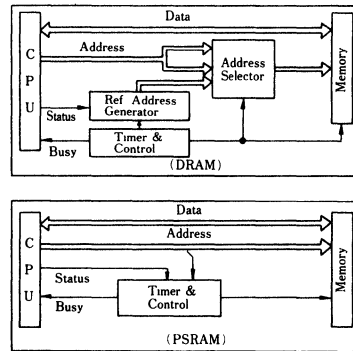 Data
C
P
U
Address
Address
Selector
Memory
Ref Address
Generator
Status
Timer &
Control
Busy
(DRAM)
Data
Address
C
P
U
Status
Timer &
Control
Busy
Memory
(PSRAM)